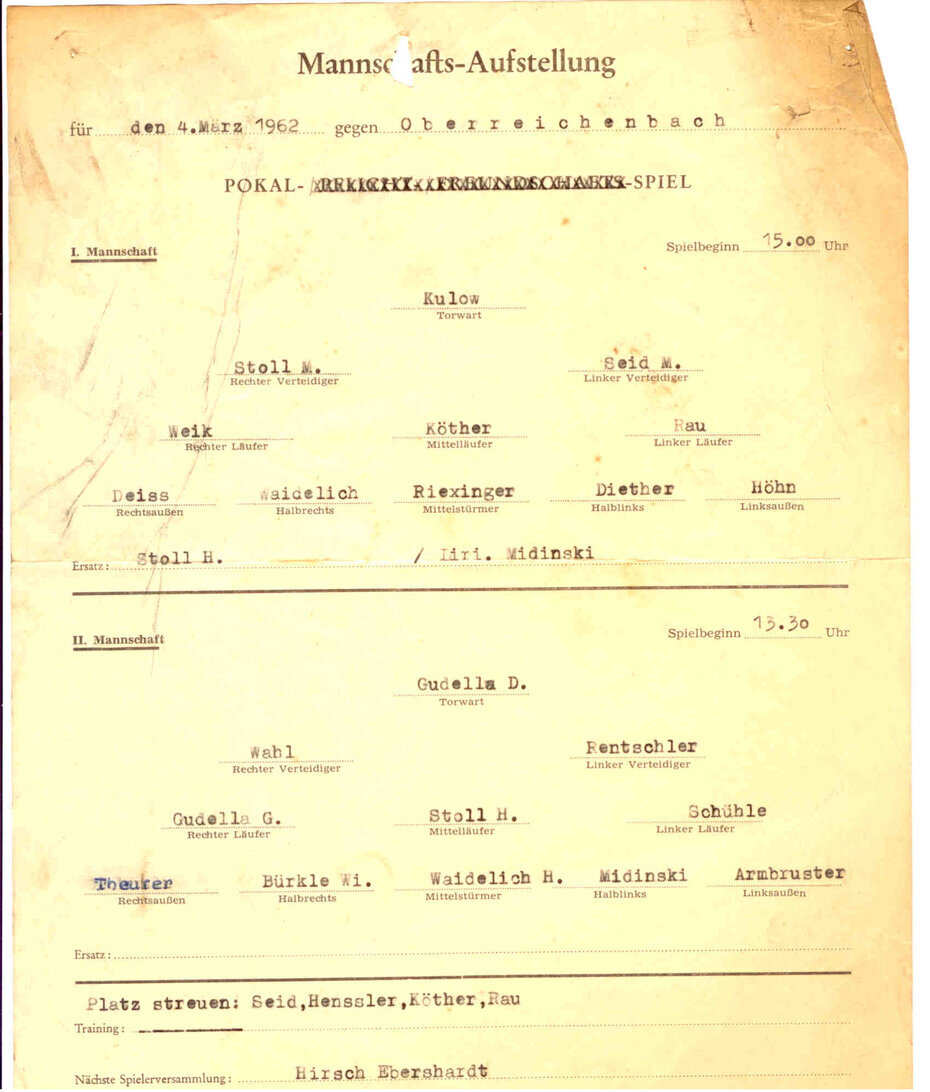 Mannschafts-Aufstellung
für den 4.März 1962 gegen Oberreichenbach
POKAL- PFLICHT- FREUNDSCHAFTS-SPIEL
I. Mannschaft Spielbeginn 15.00 Uhr
Kulow
Torwart
Stoll M. Seid M.
Rechter Verteidiger Linker Verteidiger
Weik Köther Rau
Rechter Läufer Mittelläufer Linker Läufer
Deiss Waidelich Riexinger Diether Höhn
Rechtsaußen Halbrechts Mittelstürmer Halblinks Linksaußen
Ersatz: Stoll H. / Midinski
II. Mannschaft Spielbeginn 13.30 Uhr
Gudella D.
Torwart
Wahl Rentschler
Rechter Verteidiger Linker Verteidiger
Gudella G. Stoll H. Schühle
Rechter Läufer Mittelläufer Linker Läufer
Theurer Bürkle Wi. Waidelich H. Midinski Armbruster
Rechtsaußen Halbrechts Mittelstürmer Halblinks Linksaußen
Ersatz:
Platz streuen: Seid,Henssler,Köther,Rau
Training:
Nächste Spielerversammlung: Hirsch Ebershardt